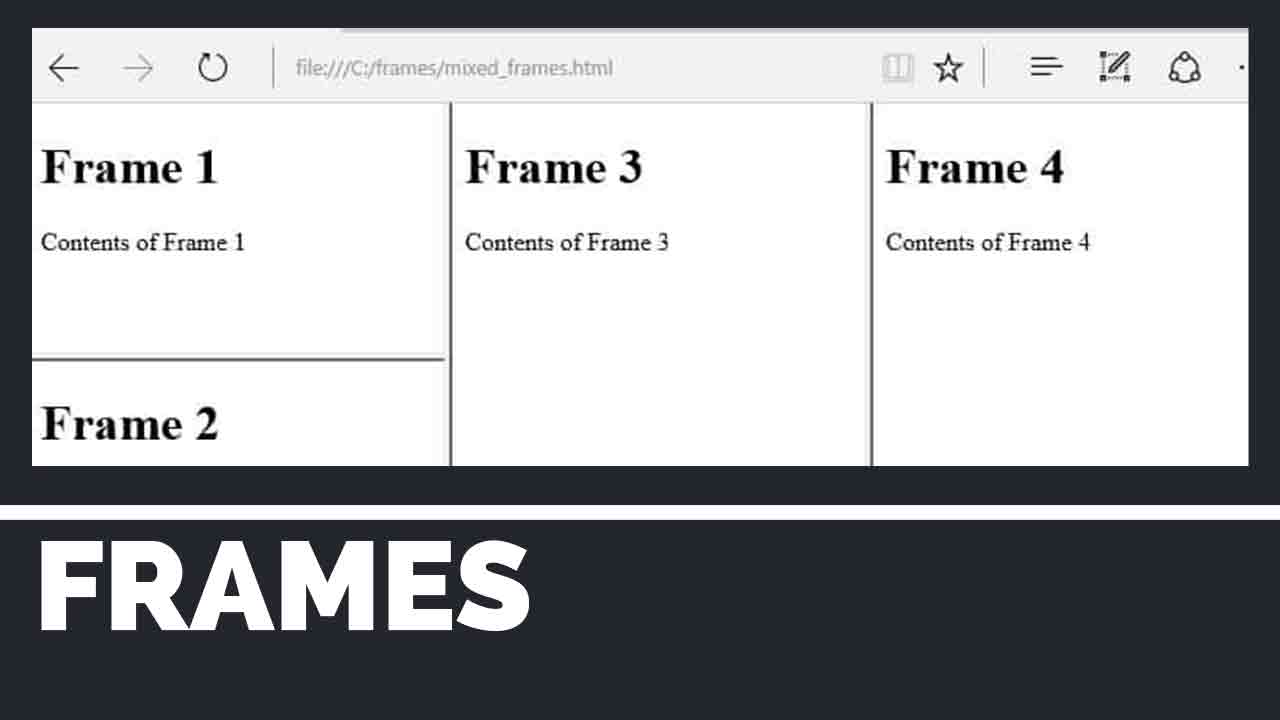 file:///C:/frames/mixed_frames.html
Frame 1
Contents of Frame 1
Frame 2
Frame 3
Contents of Frame 3
Frame 4
Contents of Frame 4
FRAMES